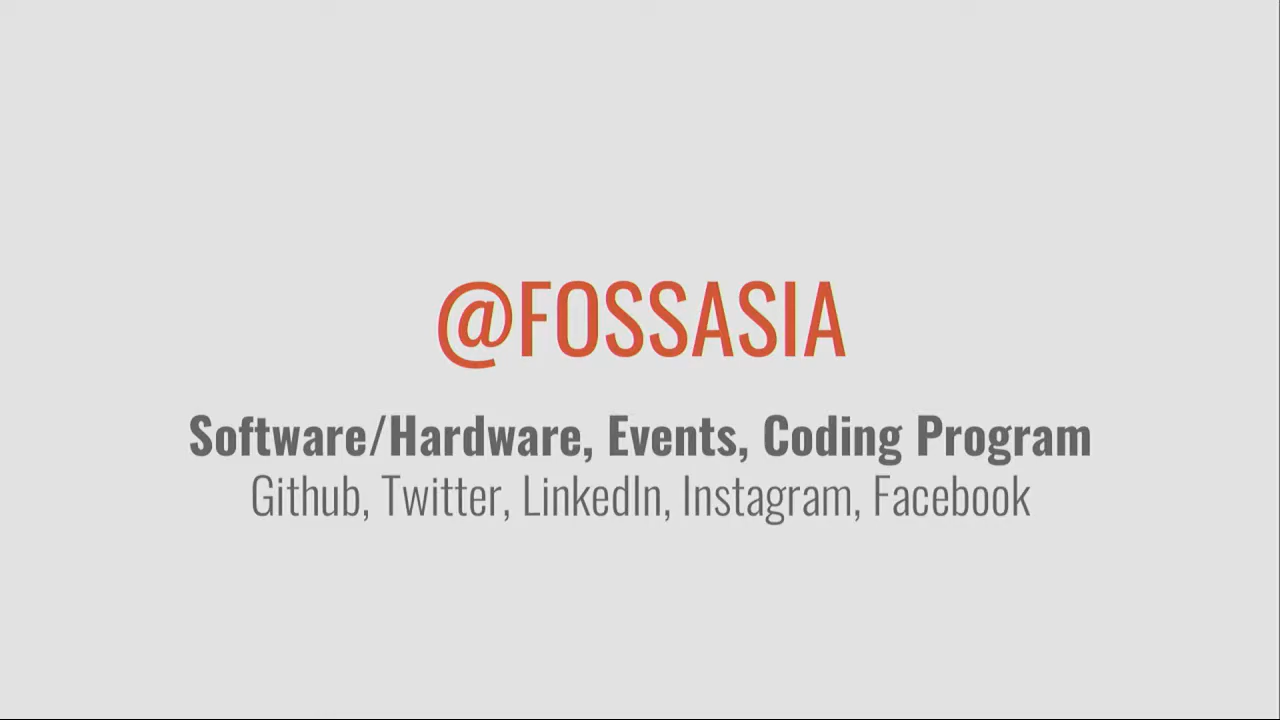 @FOSSASIA
Software/Hardware, Events, Coding Program
Github, Twitter, LinkedIn, Instagram, Facebook